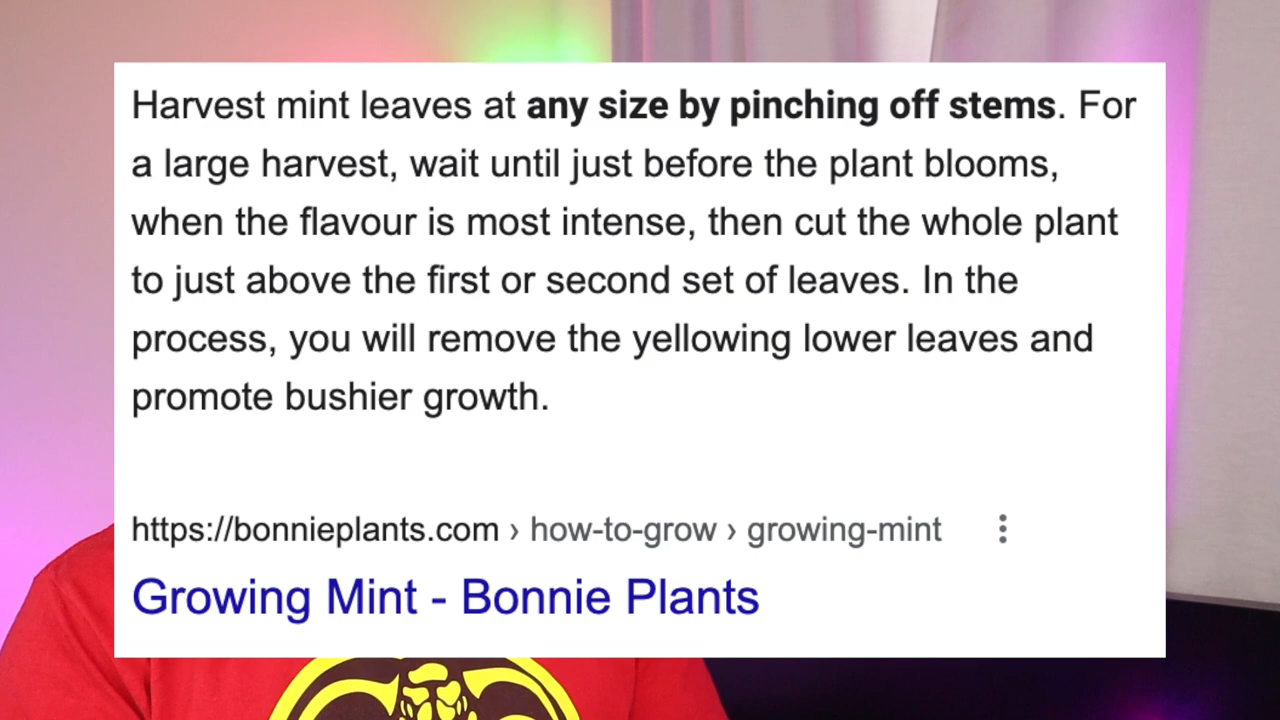 Harvest mint leaves at any size by pinching off stems. For
a large harvest, wait until just before the plant blooms,
when the flavour is most intense, then cut the whole plant
to just above the first or second set of leaves. In the
process, you will remove the yellowing lower leaves and
promote bushier growth.
https://bonnieplants.com › how-to-grow › growing-mint
Growing Mint - Bonnie Plants